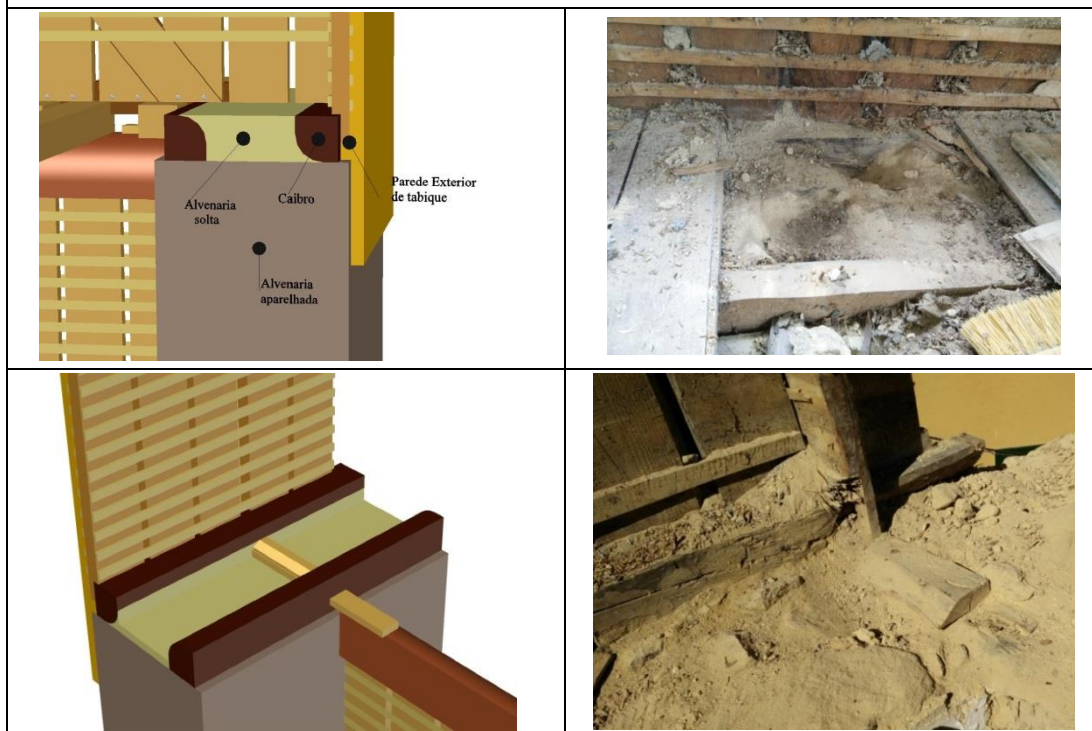 Parede Exterior
de tabique
Alvenaria
solta
Caibro
Alvenaria
aparelhada